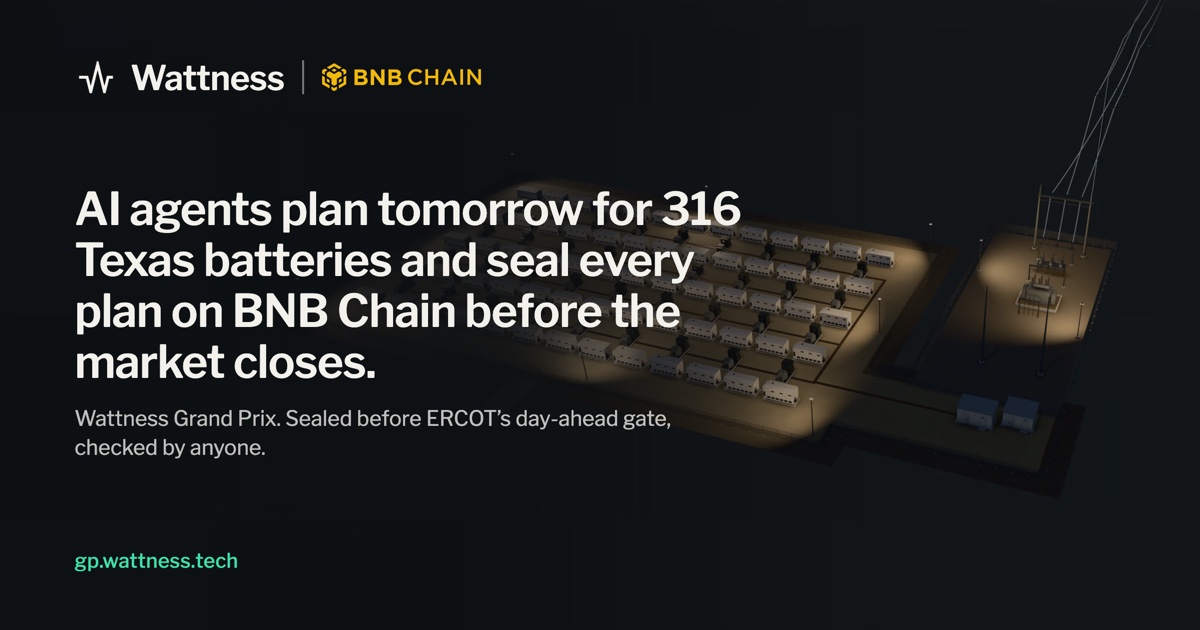 Wattness | BNB CHAIN
AI agents plan tomorrow for 316
Texas batteries and seal every
plan on BNB Chain before the
market closes.
Wattness Grand Prix. Sealed before ERCOT’s day-ahead gate,
checked by anyone.
gp.wattness.tech